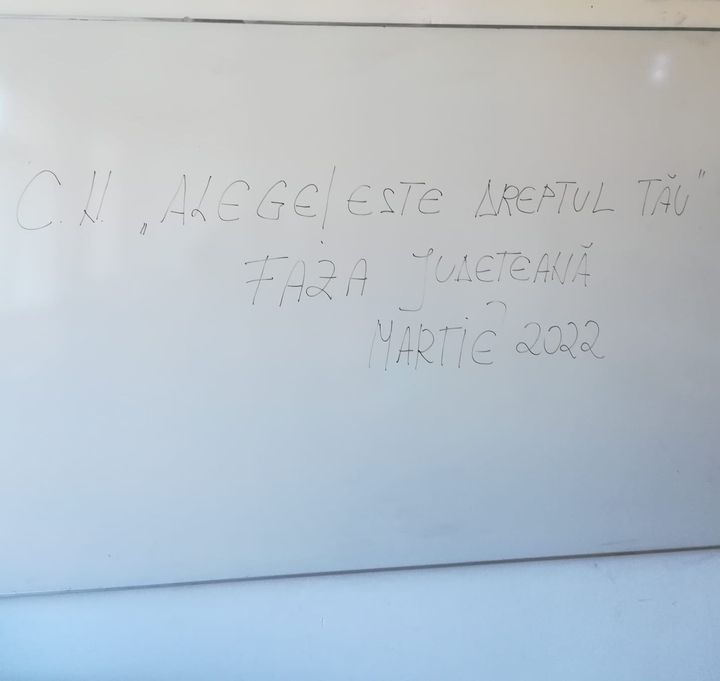 C.N. „ALEGE! ESTE DREPTUL TĂU"
FAZA JUDEȚEANĂ
MARTIE 2022